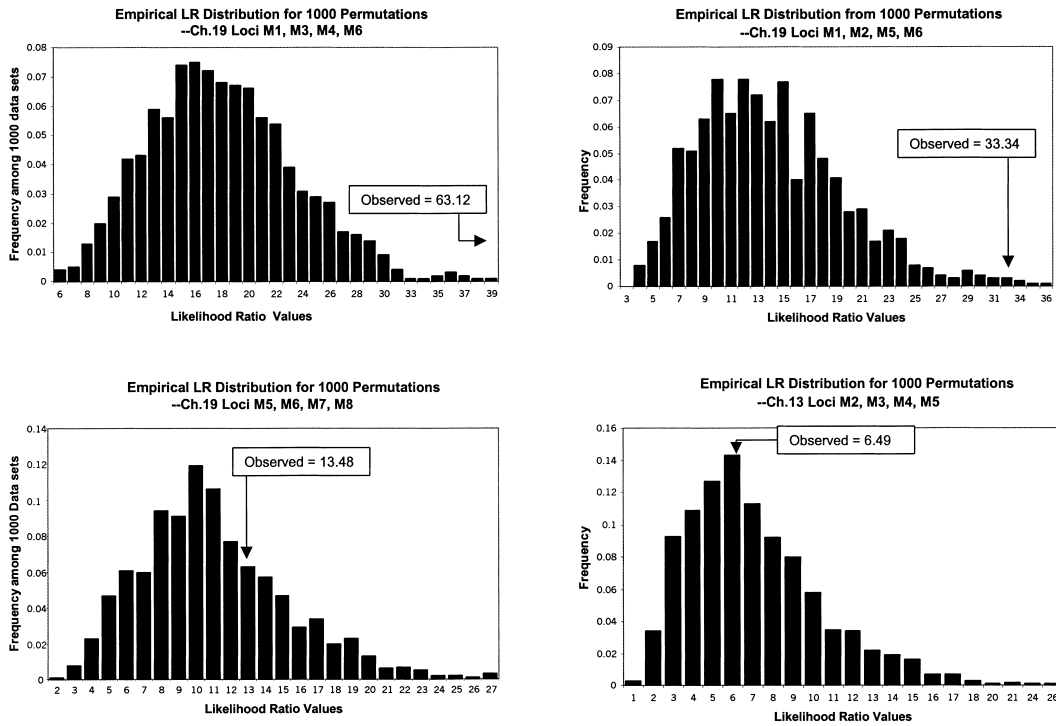 Empirical LR Distribution for 1000 Permutations
--Ch.19 Loci M1, M3, M4, M6
Frequency among 1000 data sets
0.08
0.07
0.06
0.05
0.04
0.03
0.02
0.01
0
Observed = 63.12
6 8 10 12 14 16 18 20 22 24 26 28 30 33 35 37 39
Likelihood Ratio Values
Empirical LR Distribution from 1000 Permutations
--Ch.19 Loci M1, M2, M5, M6
Frequency
0.09
0.08
0.07
0.06
0.05
0.04
0.03
0.02
0.01
0
Observed = 33.34
3 5 7 9 11 13 15 17 19 21 23 25 27 29 31 34 36
Likelihood Ratio Values
Empirical LR Distribution for 1000 Permutations
--Ch.19 Loci M5, M6, M7, M8
Frequency among 1000 Data sets
0.14
0.12
0.1
0.08
0.06
0.04
0.02
0
Observed = 13.48
2 3 4 5 6 7 8 9 10 11 12 13 14 15 16 17 18 19 20 21 22 23 24 25 26 27
Likelihood Ratio Values
Empirical LR Distribution for 1000 Permutations
--Ch.13 Loci M2, M3, M4, M5
Frequency
0.16
0.14
0.12
0.1
0.08
0.06
0.04
0.02
0
Observed = 6.49
1 2 3 4 5 6 7 8 9 10 11 12 13 14 15 16 17 18 20 21 24 26
Likelihood Ratio Values